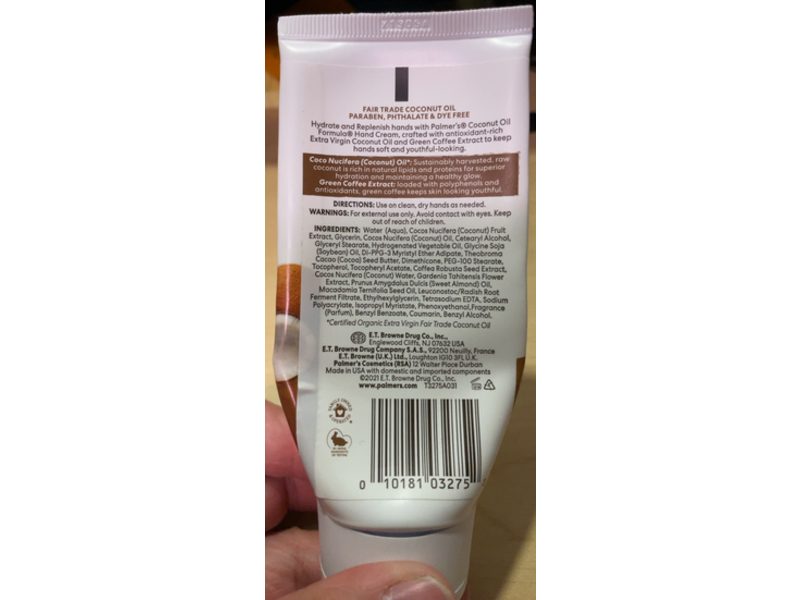 FAIR TRADE COCONUT OIL
PARABEN, PHTHALATE & DYE FREE
Hydrate and Replenish hands with Palmer's® Coconut Oil
Formula® Hand Cream, crafted with antioxidant-rich
Extra Virgin Coconut Oil and Green Coffee Extract to keep
hands soft and youthful-looking.
Coco Nucifera (Coconut) Oil*: Sustainably harvested, raw
coconut is rich in natural lipids and proteins for superior
hydration and maintaining a healthy glow.
Green Coffee Extract: loaded with polyphenols and
antioxidants, green coffee keeps skin looking youthful.
DIRECTIONS: Use on clean, dry hands as needed.
WARNINGS: For external use only. Avoid contact with eyes. Keep
out of reach of children.
INGREDIENTS: Water (Aqua), Cocos Nucifera (Coconut) Fruit
Extract, Glycerin, Cocos Nucifera (Coconut) Oil, Cetearyl Alcohol,
Glyceryl Stearate, Hydrogenated Vegetable Oil, Glycine Soja
(Soybean) Oil, Di-PPG-3 Myristyl Ether Adipate, Theobroma
Cacao (Cocoa) Seed Butter, Dimethicone, PEG-100 Stearate,
Tocopherol, Tocopheryl Acetate, Coffea Robusta Seed Extract,
Cocos Nucifera (Coconut) Water, Gardenia Tahitensis Flower
Extract, Prunus Amygdalus Dulcis (Sweet Almond) Oil,
Macadamia Ternifolia Seed Oil, Leuconostoc/Radish Root
Ferment Filtrate, Ethylhexylglycerin, Tetrasodium EDTA, Sodium
Polyacrylate, Isopropyl Myristate, Phenoxyethanol,Fragrance
(Parfum), Benzyl Benzoate, Coumarin, Benzyl Alcohol.
*Certified Organic Extra Virgin Fair Trade Coconut Oil
E.T. Browne Drug Co., Inc.,
Englewood Cliffs, NJ 07632 USA
E.T. Browne Drug Company S.A.S., 92200 Neuilly, France
E.T. Browne (U.K.) Ltd., Loughton IG10 3FL U.K.
Palmer's Cosmetics (RSA) 12 Walter Place Durban
Made in USA with domestic and imported components
©2021 E.T. Browne Drug Co., Inc.
www.palmers.com T3275A031
FAMILY OWNED
& OPERATED
0 10181 03275